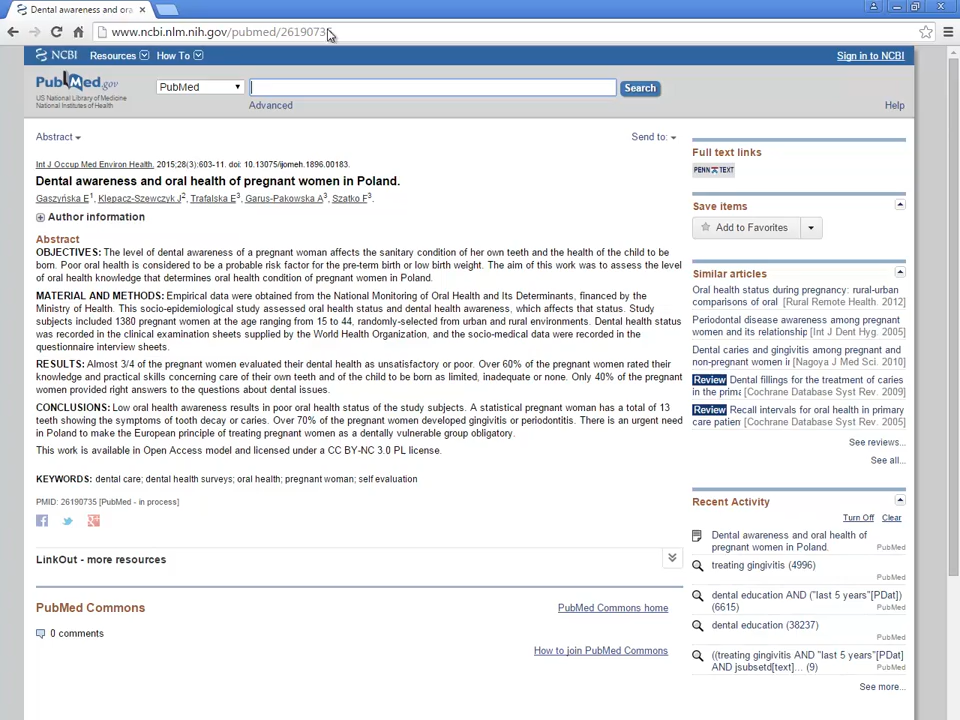 Dental awareness and ora
www.ncbi.nlm.nih.gov/pubmed/2619073
NCBI Resources How To Sign in to NCBI
PubMed.gov
US National Library of Medicine
National Institutes of Health
PubMed
Search
Advanced
Help
Abstract
Send to:
Int J Occup Med Environ Health. 2015;28(3):603-11. doi: 10.13075/ijomeh.1896.00183.
Dental awareness and oral health of pregnant women in Poland.
Gaszyńska E1, Klepacz-Szewczyk J2, Trafalska E3, Garus-Pakowska A3, Szatko F3.
Author information
Abstract
OBJECTIVES: The level of dental awareness of a pregnant woman affects the sanitary condition of her own teeth and the health of the child to be
born. Poor oral health is considered to be a probable risk factor for the pre-term birth or low birth weight. The aim of this work was to assess the level
of oral health knowledge that determines oral health condition of pregnant women in Poland.
MATERIAL AND METHODS: Empirical data were obtained from the National Monitoring of Oral Health and Its Determinants, financed by the
Ministry of Health. This socio-epidemiological study assessed oral health status and dental health awareness, which affects that status. Study
subjects included 1380 pregnant women at the age ranging from 15 to 44, randomly-selected from urban and rural environments. Dental health status
was recorded in the clinical examination sheets supplied by the World Health Organization, and the socio-medical data were recorded in the
questionnaire interview sheets.
RESULTS: Almost 3/4 of the pregnant women evaluated their dental health as unsatisfactory or poor. Over 60% of the pregnant women rated their
knowledge and practical skills concerning care of their own teeth and of the child to be born as limited, inadequate or none. Only 40% of the pregnant
women provided right answers to the questions about dental issues.
CONCLUSIONS: Low oral health awareness results in poor oral health status of the study subjects. A statistical pregnant woman has a total of 13
teeth showing the symptoms of tooth decay or caries. Over 70% of the pregnant women developed gingivitis or periodontitis. There is an urgent need
in Poland to make the European principle of treating pregnant women as a dentally vulnerable group obligatory.
This work is available in Open Access model and licensed under a CC BY-NC 3.0 PL license.
KEYWORDS: dental care; dental health surveys; oral health; pregnant woman; self evaluation
PMID: 26190735 [PubMed - in process]
LinkOut - more resources
PubMed Commons
PubMed Commons home
0 comments
How to join PubMed Commons
Full text links
PENN TEXT
Save items
Add to Favorites
Similar articles
Oral health status during pregnancy: rural-urban
comparisons of oral [Rural Remote Health. 2012]
Periodontal disease awareness among pregnant
women and its relationship [Int J Dent Hyg. 2005]
Dental caries and gingivitis among pregnant and
non-pregnant women i [Nagoya J Med Sci. 2010]
Review Dental fillings for the treatment of caries
in the prima [Cochrane Database Syst Rev. 2009]
Review Recall intervals for oral health in primary
care patien [Cochrane Database Syst Rev. 2005]
See reviews...
See all...
Recent Activity
Turn Off Clear
Dental awareness and oral health of
pregnant women in Poland. PubMed
treating gingivitis (4996)
PubMed
dental education AND ("last 5 years"[PDat])
(6615) PubMed
dental education (38237)
PubMed
((treating gingivitis AND "last 5 years"[PDat]
AND jsubsetd[text]... (9) PubMed
See more...